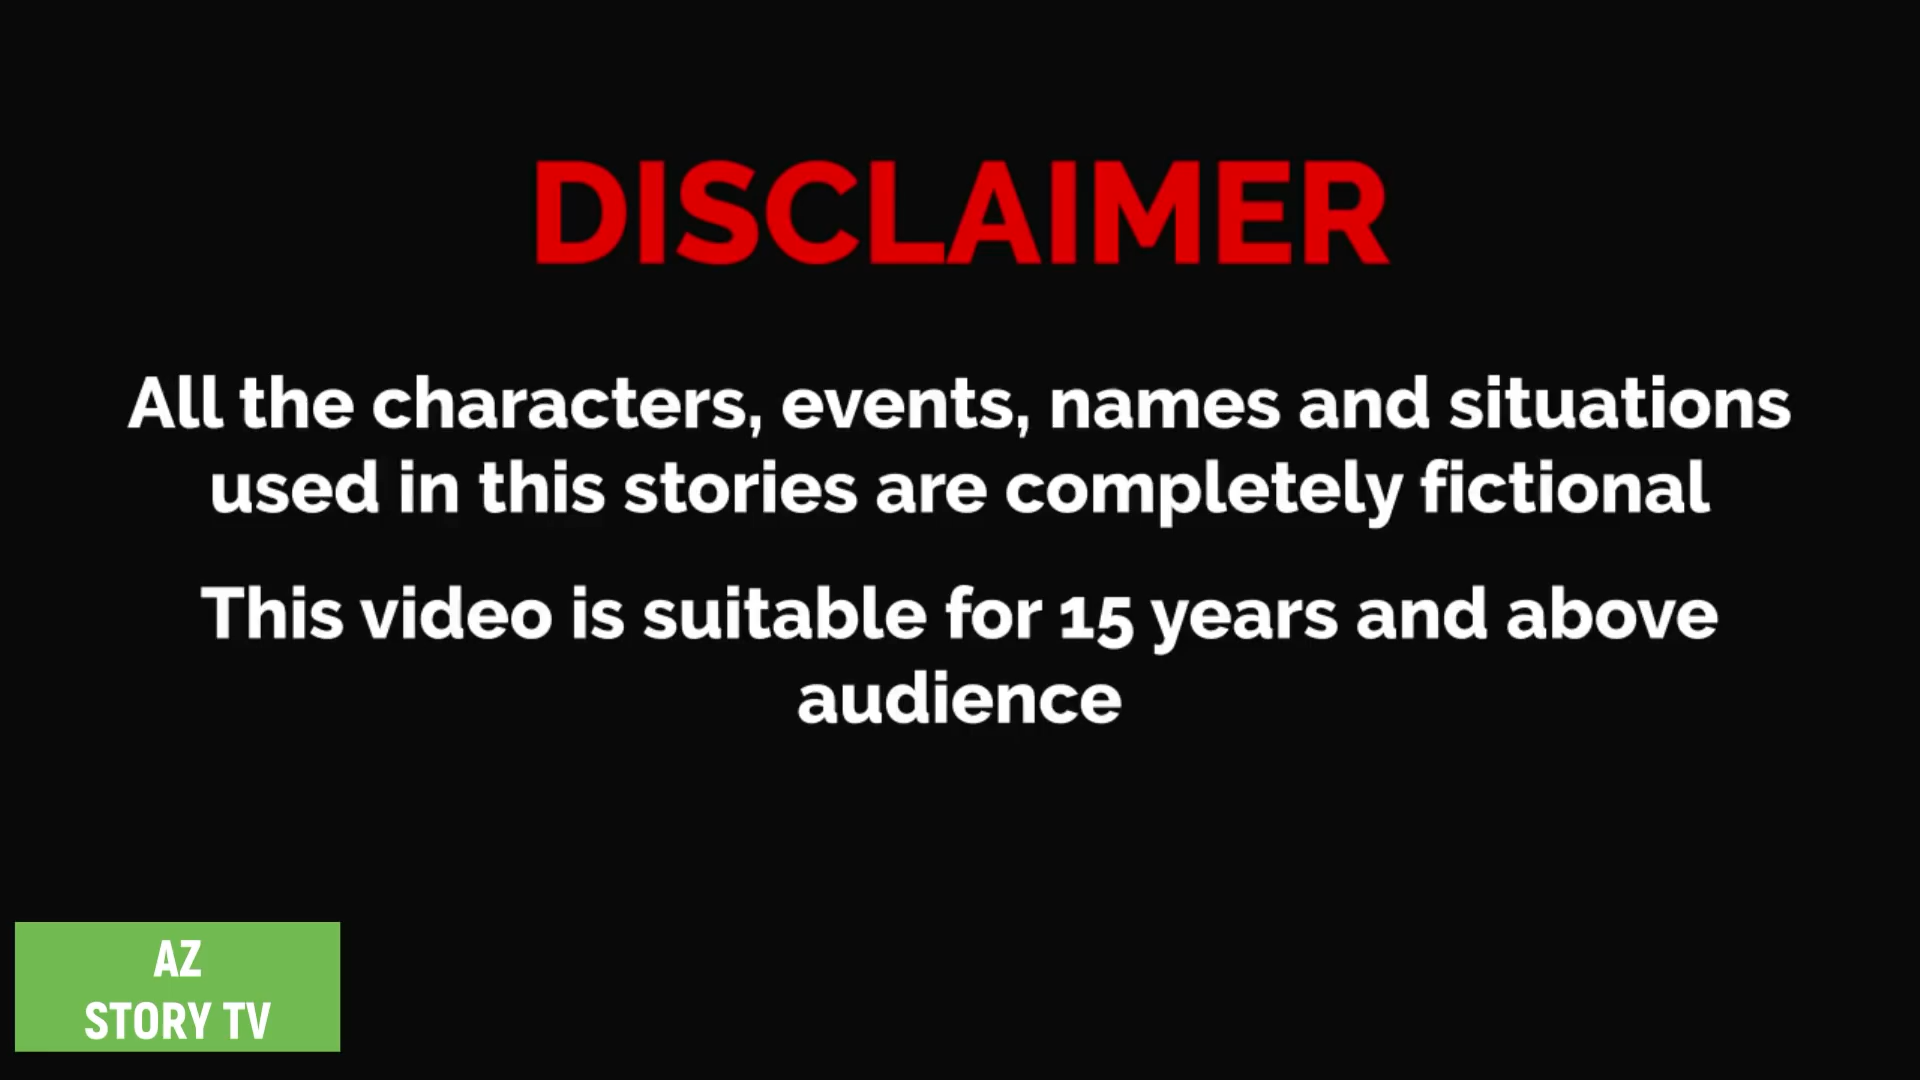 DISCLAIMER
All the characters, events, names and situations
used in this stories are completely fictional
This video is suitable for 15 years and above
audience
AZ
STORY TV